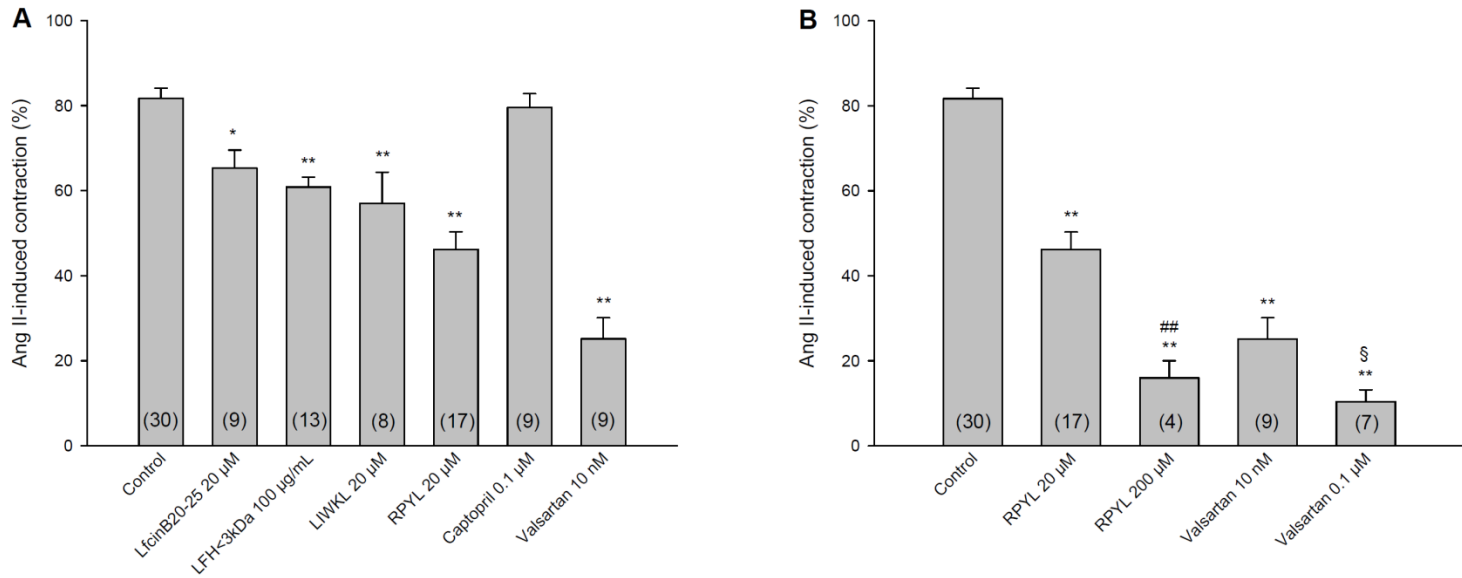 A
Ang II-induced contraction (%)
100
80
60
40
20
0
*
**
**
**
**
(30)
(9)
(13)
(8)
(17)
(9)
(9)
Control
LfcinB20-25 20 µM
LFH<3kDa 100 µg/mL
LIWKL 20 µM
RPYL 20 µM
Captopril 0.1 µM
Valsartan 10 nM
B
Ang II-induced contraction (%)
100
80
60
40
20
0
**
##
**
**
§
**
(30)
(17)
(4)
(9)
(7)
Control
RPYL 20 µM
RPYL 200 µM
Valsartan 10 nM
Valsartan 0.1 µM